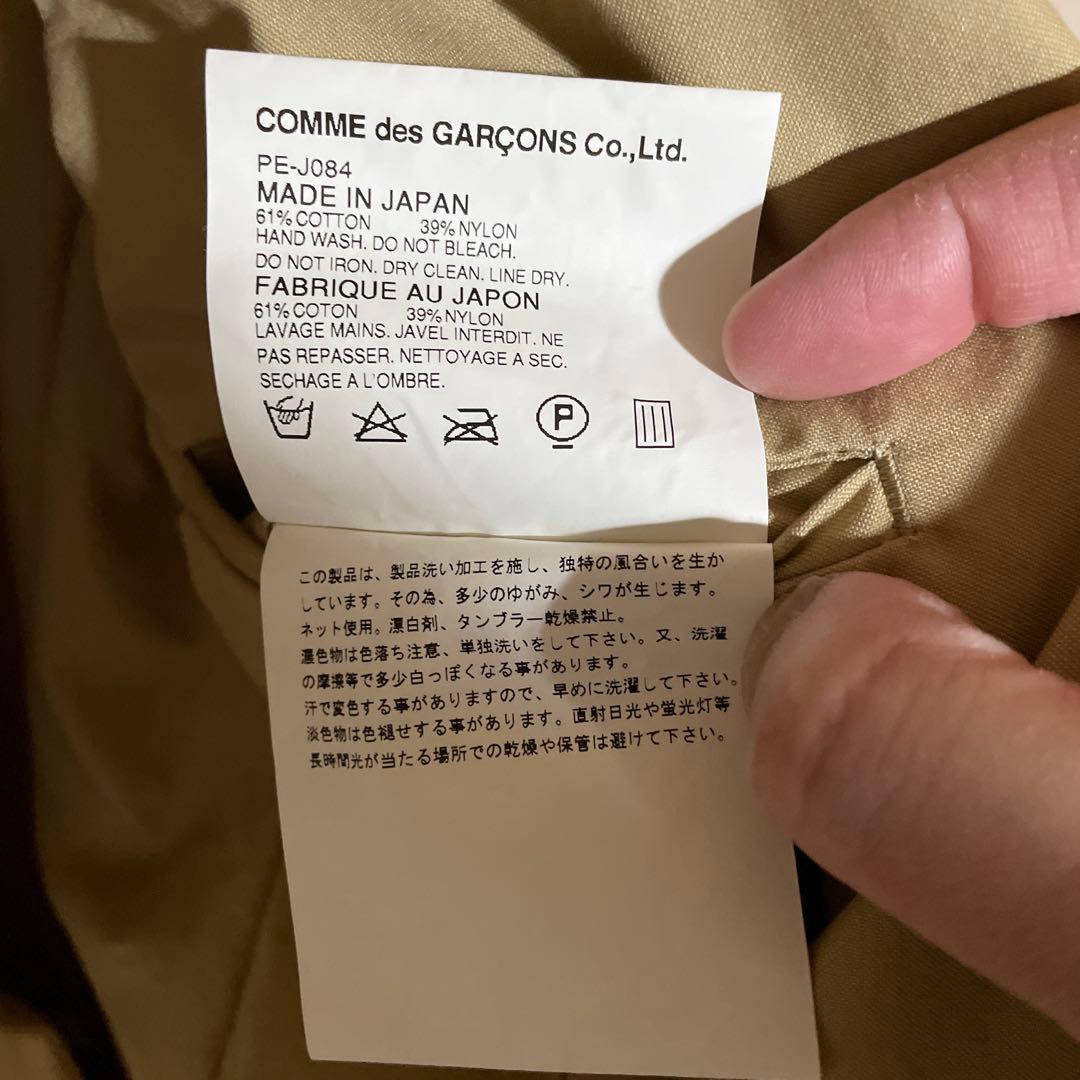 COMME des GARÇONS Co.,Ltd.
PE-J084
MADE IN JAPAN
61% COTTON 39% NYLON
HAND WASH. DO NOT BLEACH.
DO NOT IRON. DRY CLEAN. LINE DRY.
FABRIQUE AU JAPON
61% COTON 39% NYLON
LAVAGE MAINS. JAVEL INTERDIT. NE
PAS REPASSER. NETTOYAGE A SEC.
SECHAGE A L'OMBRE.
P
この製品は、製品洗い加工を施し、独特の風合いを生か
しています。その為、多少のゆがみ、シワが生じます。
ネット使用。漂白剤、タンブラー乾燥禁止。
濃色物は色落ち注意、単独洗いをして下さい。又、洗濯
の摩擦等で多少白っぽくなる事があります。
汗で変色する事がありますので、早めに洗濯して下さい。
淡色物は色褪せする事があります。直射日光や蛍光灯等
長時間光が当たる場所での乾燥や保管は避けて下さい。